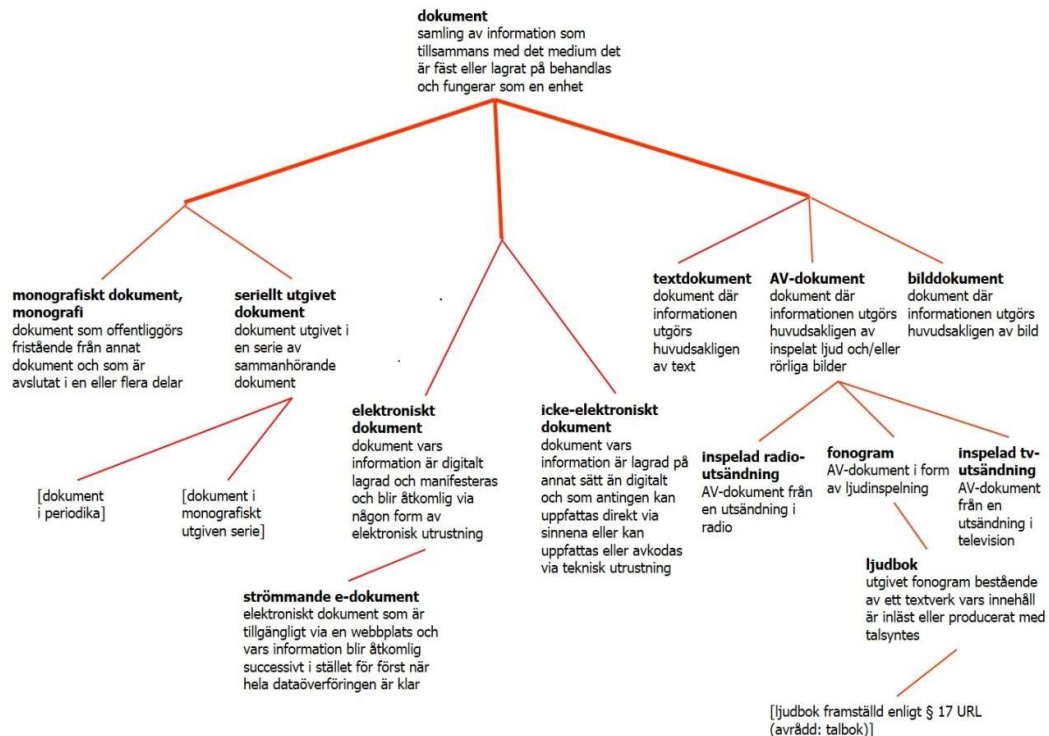 dokument
samling av information som
tillsammans med det medium det
är fäst eller lagrat på behandlas
och fungerar som en enhet
monografiskt dokument,
monografi
dokument som offentliggörs
fristående från annat
dokument och som är
avslutat i en eller flera delar
seriellt utgivet
dokument
dokument utgivet i
en serie av
sammanhörande
dokument
textdokument
dokument där
informationen
utgörs
huvudsakligen
av text
AV-dokument
dokument där
informationen utgörs
huvudsakligen av
inspelat ljud och/eller
rörliga bilder
bilddokument
dokument där
informationen utgörs
huvudsakligen av bild
[dokument
i periodika]
[dokument i
monografiskt
utgiven serie]
elektroniskt
dokument
dokument vars
information är digitalt
lagrad och manifesteras
och blir åtkomlig via
någon form av
elektronisk utrustning
icke-elektroniskt
dokument
dokument vars
information är lagrad på
annat sätt än digitalt
och som antingen kan
uppfattas direkt via
sinnena eller kan
uppfattas eller avkodas
via teknisk utrustning
inspelad radio-
utsändning
AV-dokument från
en utsändning i
radio
fonogram
AV-dokument i form
av ljudinspelning
inspelad tv-
utsändning
AV-dokument
från en
utsändning i
television
strömmande e-dokument
elektroniskt dokument som är
tillgängligt via en webbplats och
vars information blir åtkomlig
successivt i stället för först när
hela dataöverföringen är klar
ljudbok
utgivet fonogram bestående
av ett textverk vars innehåll
är inläst eller producerat med
talsyntes
[ljudbok framställd enligt § 17 URL
(avrådd: talbok)]